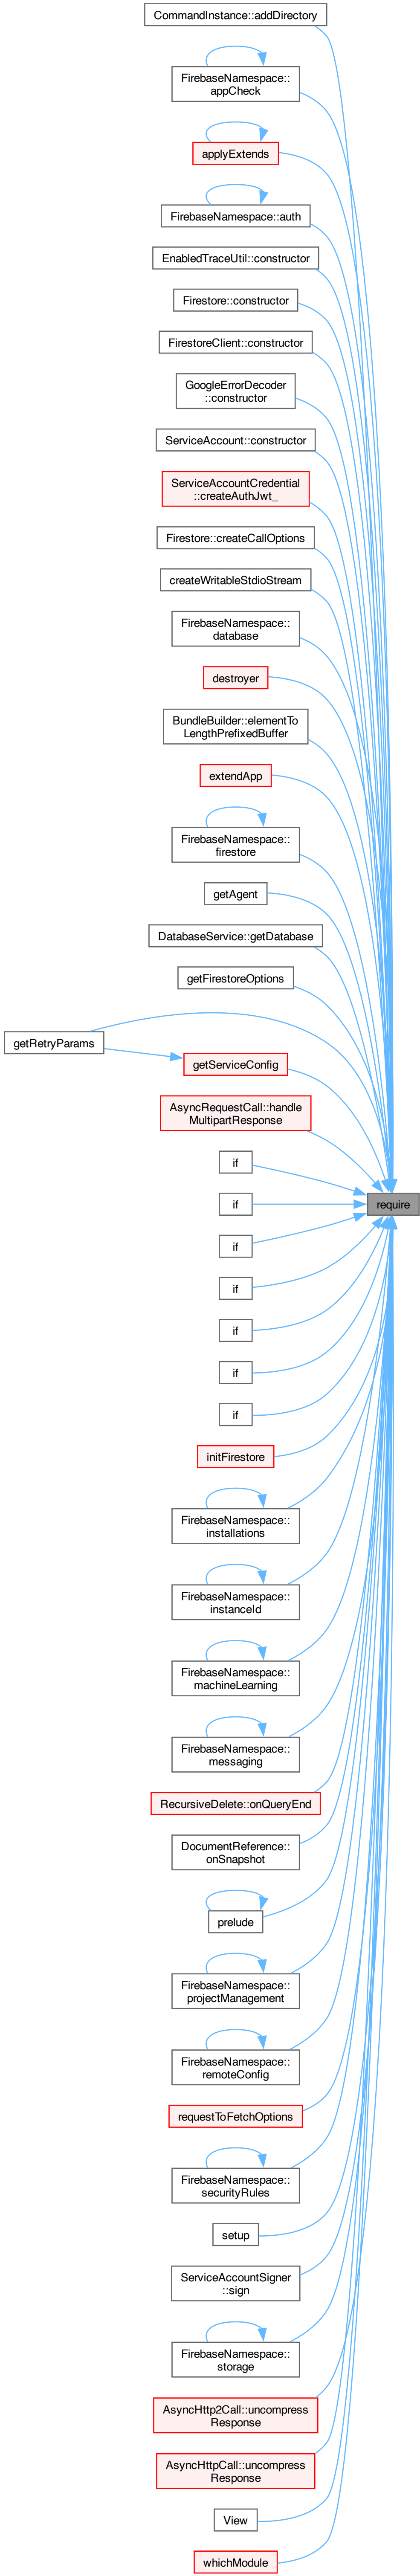 CommandInstance::addDirectory
FirebaseNamespace::
appCheck
applyExtends
FirebaseNamespace::auth
EnabledTraceUtil::constructor
Firestore::constructor
FirestoreClient::constructor
GoogleErrorDecoder
::constructor
ServiceAccount::constructor
ServiceAccountCredential
::createAuthJwt_
Firestore::createCallOptions
createWritableStdioStream
FirebaseNamespace::
database
destroyer
BundleBuilder::elementTo
LengthPrefixedBuffer
extendApp
FirebaseNamespace::
firestore
getAgent
DatabaseService::getDatabase
getFirestoreOptions
getRetryParams
getServiceConfig
AsyncRequestCall::handle
MultipartResponse
if
if
require
if
if
if
if
if
initFirestore
FirebaseNamespace::
installations
FirebaseNamespace::
instanceId
FirebaseNamespace::
machineLearning
FirebaseNamespace::
messaging
RecursiveDelete::onQueryEnd
DocumentReference::
onSnapshot
prelude
FirebaseNamespace::
projectManagement
FirebaseNamespace::
remoteConfig
requestToFetchOptions
FirebaseNamespace::
securityRules
setup
ServiceAccountSigner
::sign
FirebaseNamespace::
storage
AsyncHttp2Call::uncompress
Response
AsyncHttpCall::uncompress
Response
View
whichModule